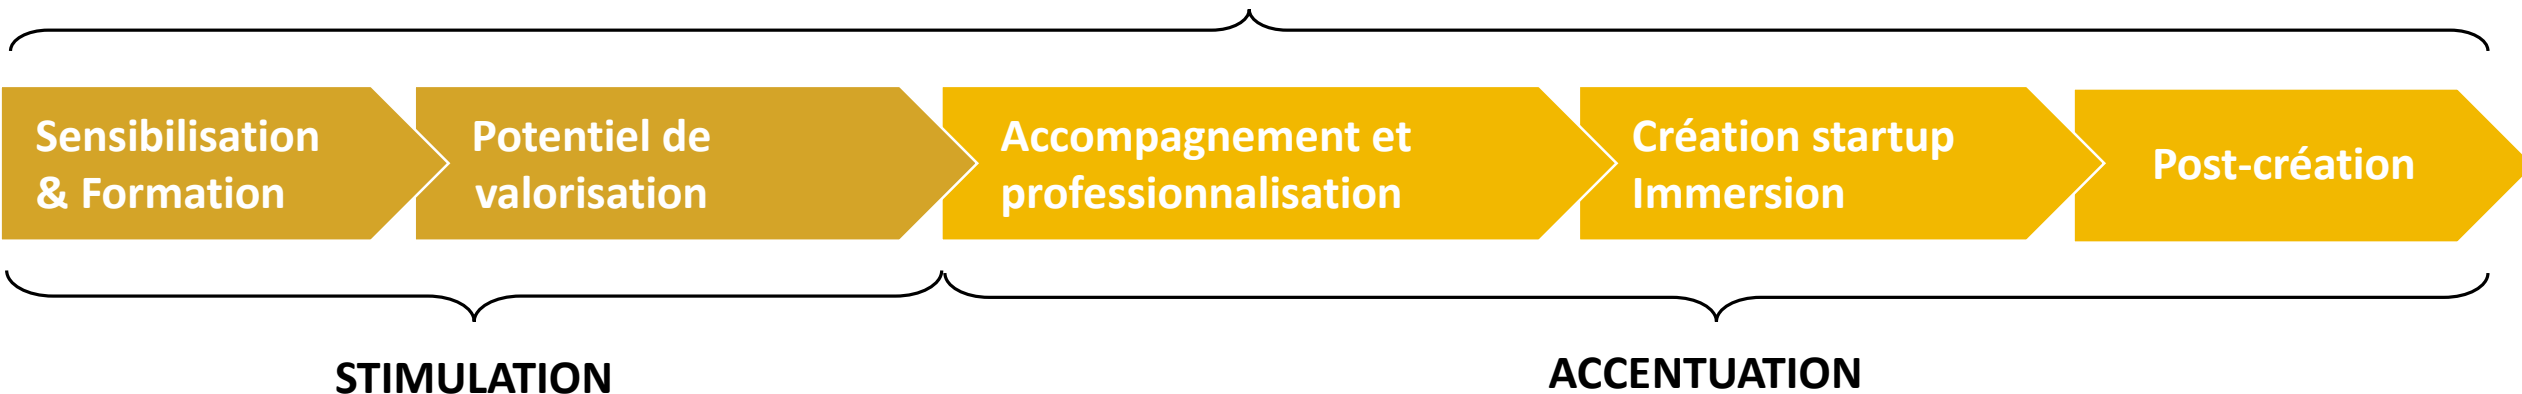 Sensibilisation
& Formation
Potentiel de
valorisation
Accompagnement et
professionnalisation
Création startup
Immersion
Post-création
STIMULATION
ACCENTUATION